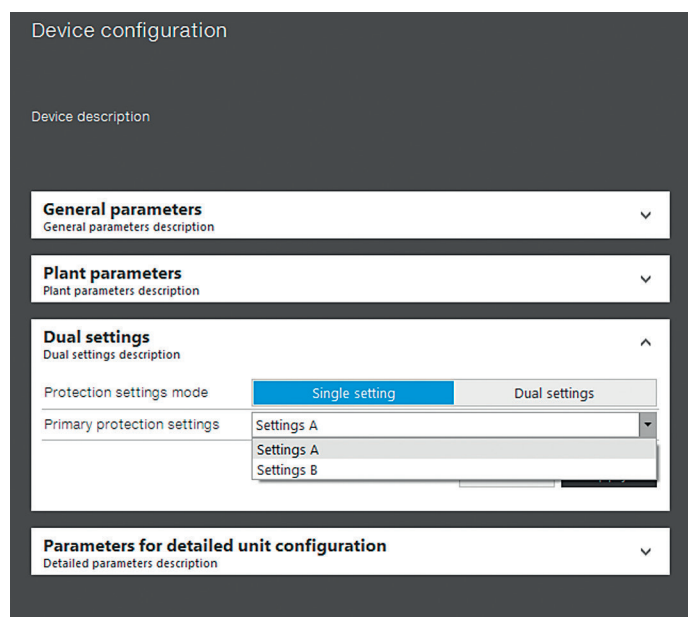 Device configuration
Device description
General parameters
General parameters description
Plant parameters
Plant parameters description
Dual settings
Dual settings description
Protection settings mode Single setting Dual settings
Primary protection settings Settings A
Settings A
Settings B
Parameters for detailed unit configuration
Detailed parameters description